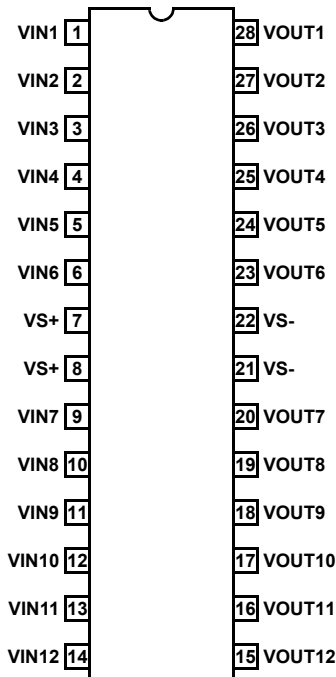 VIN1 1 28 VOUT1
VIN2 2 27 VOUT2
VIN3 3 26 VOUT3
VIN4 4 25 VOUT4
VIN5 5 24 VOUT5
VIN6 6 23 VOUT6
VS+ 7 22 VS-
VS+ 8 21 VS-
VIN7 9 20 VOUT7
VIN8 10 19 VOUT8
VIN9 11 18 VOUT9
VIN10 12 17 VOUT10
VIN11 13 16 VOUT11
VIN12 14 15 VOUT12